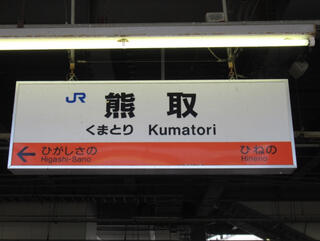 JR 熊取
くまとり Kumatori
ひがしさの ひねの
Higashi-Sano Hineno